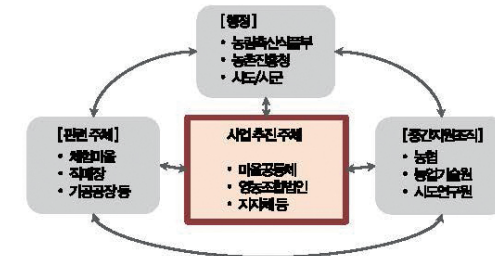 [행정]
• 농림축산식품부
• 농촌진흥청
• 시도/시군
[관련 주체]
• 체험마을
• 직매장
• 가공공장 등
사업 추진 주체
• 마을공동체
• 영농조합법인
• 지자체 등
[중간지원조직]
• 농협
• 농업기술원
• 시도연구원